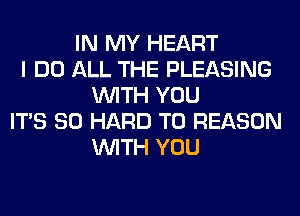 IN MY HEART
I DO ALL THE PLEASING
WITH YOU
IT'S SO HARD TO REASON
WITH YOU